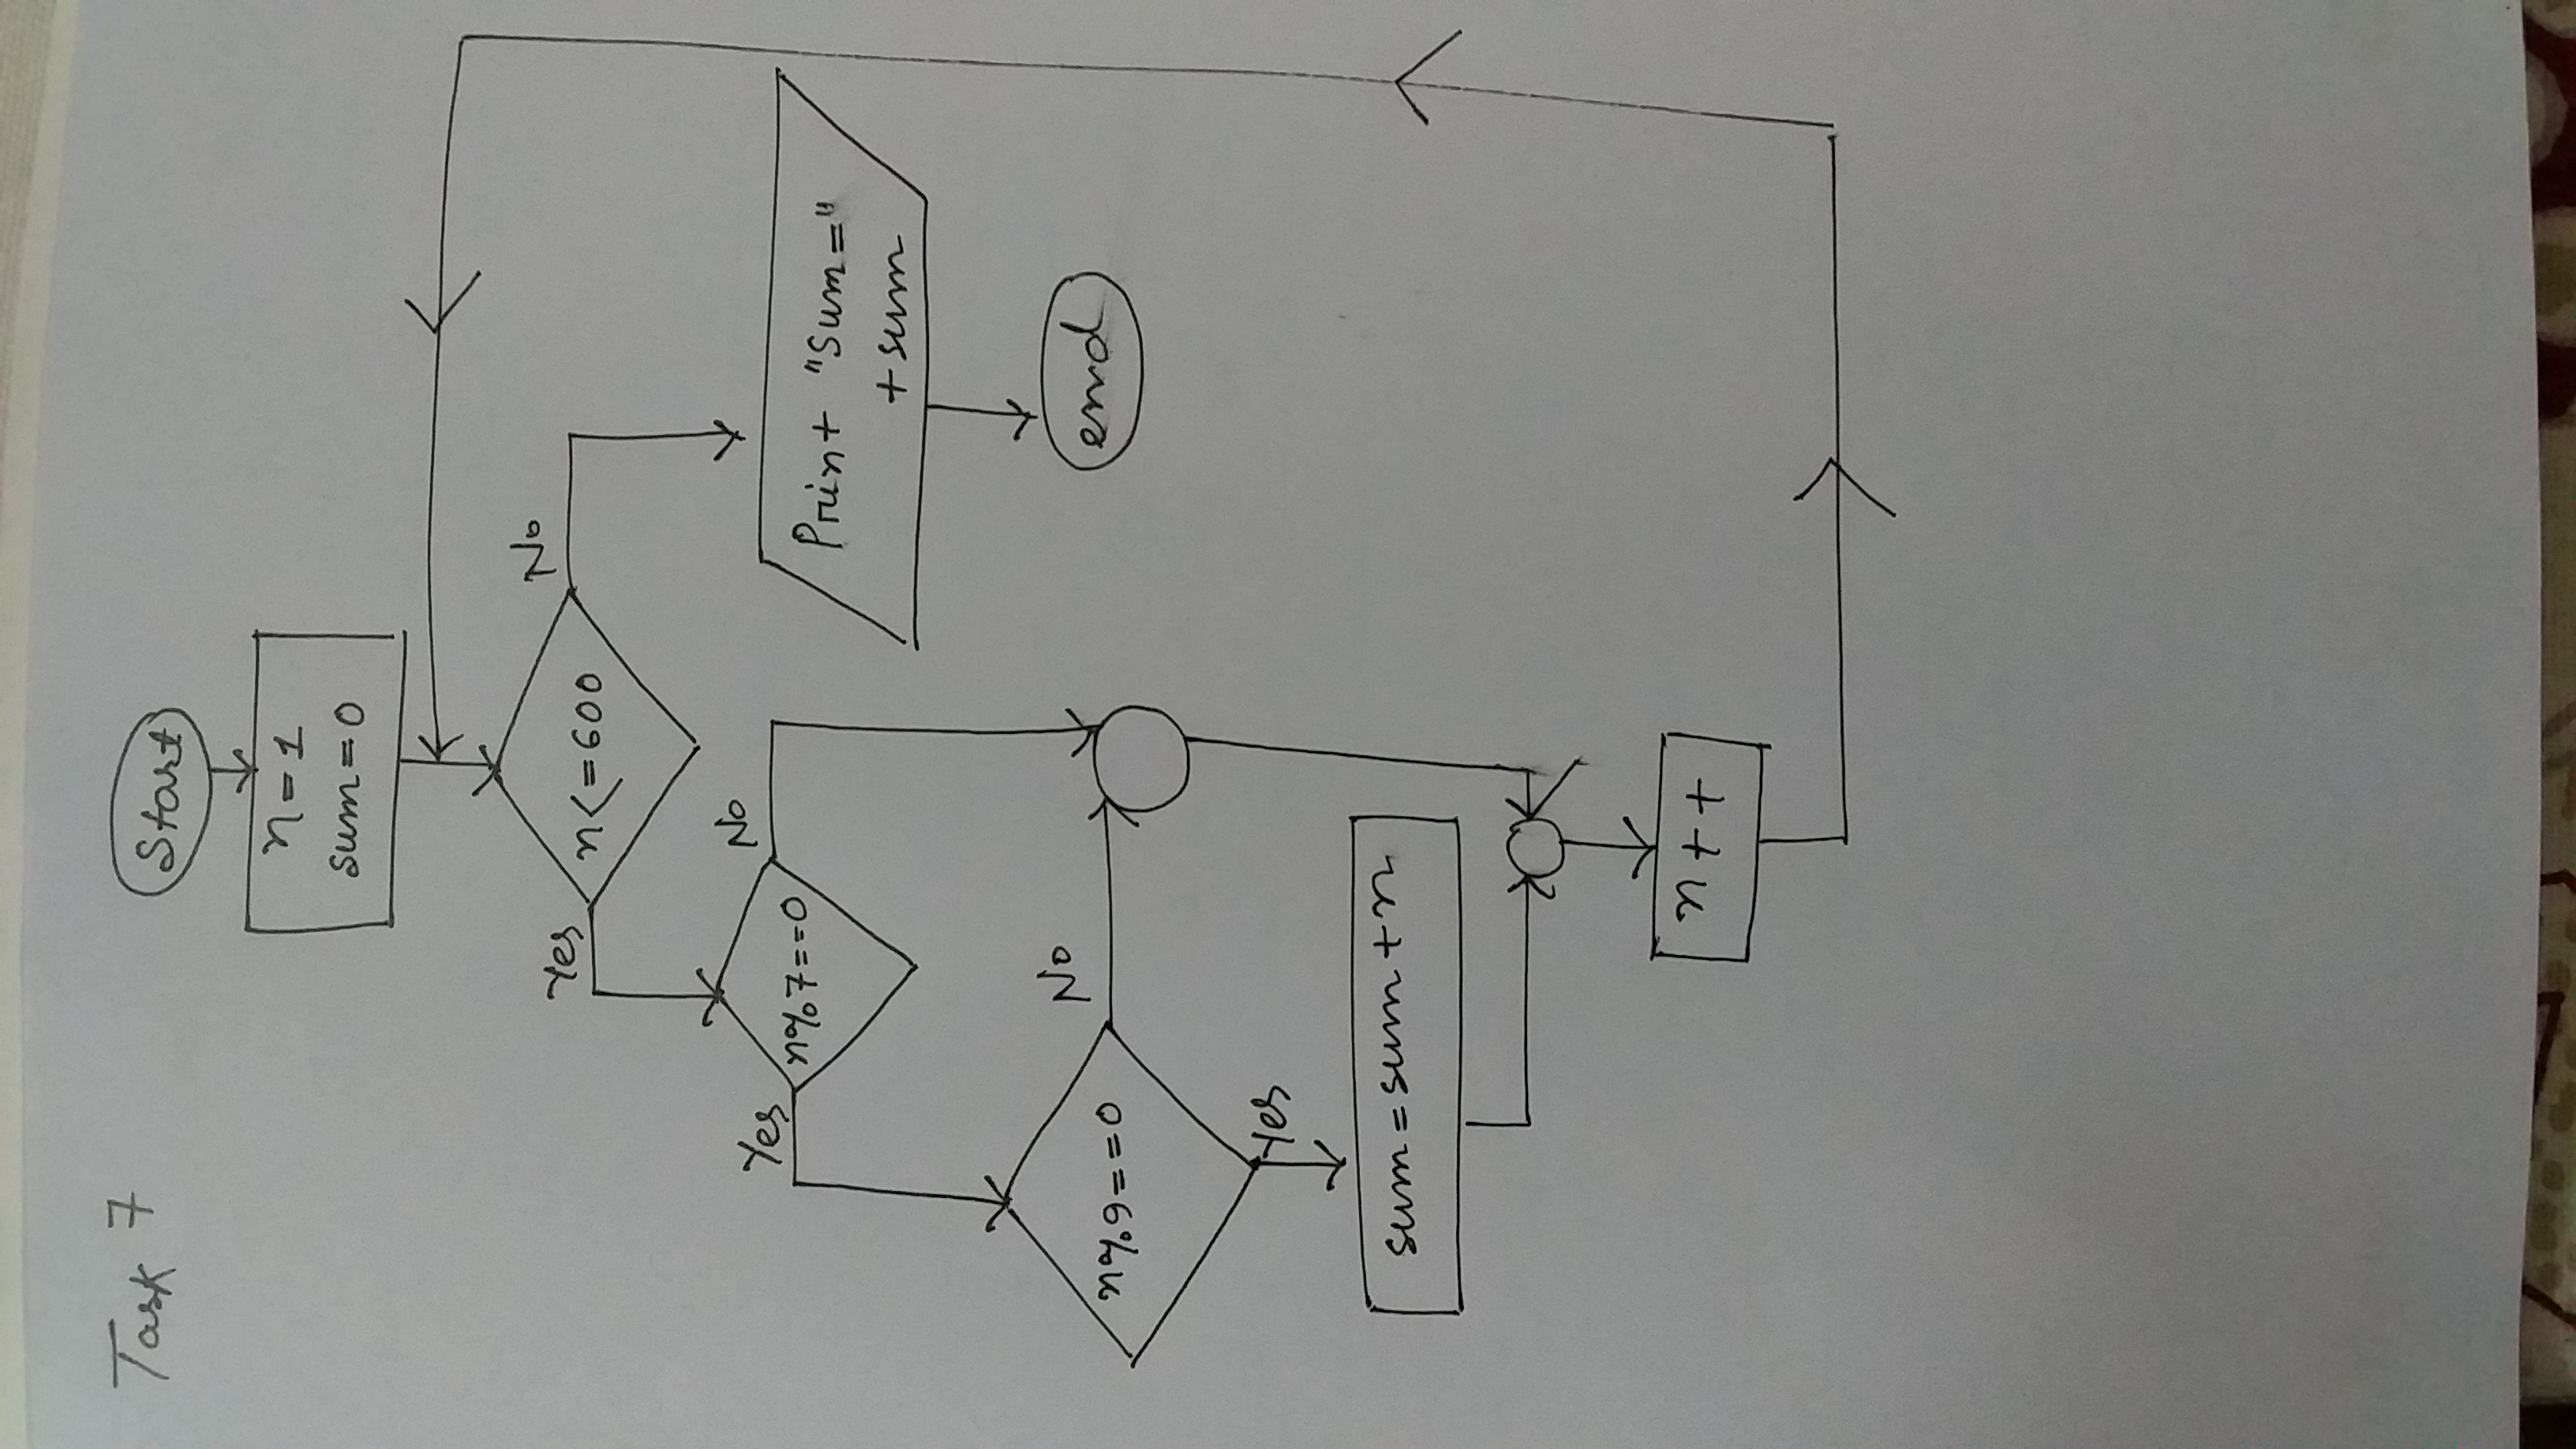 Task 7
Start
n=1
sum=0
n<=600
Yes
No
n%7==0
Yes
No
Print "Sum="
+sum
end
n%9==0
No
Yes
sum=sum+n
n++